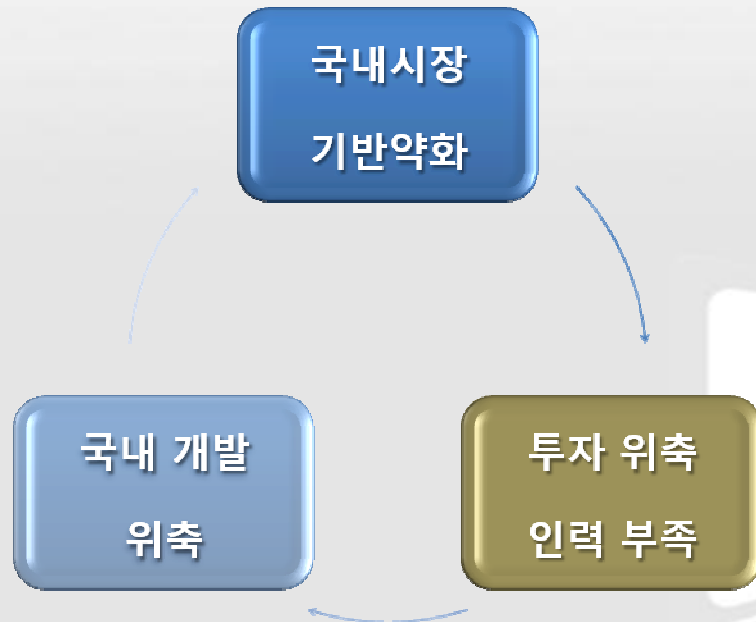 국내시장
기반약화
국내 개발
위축
투자 위축
인력 부족